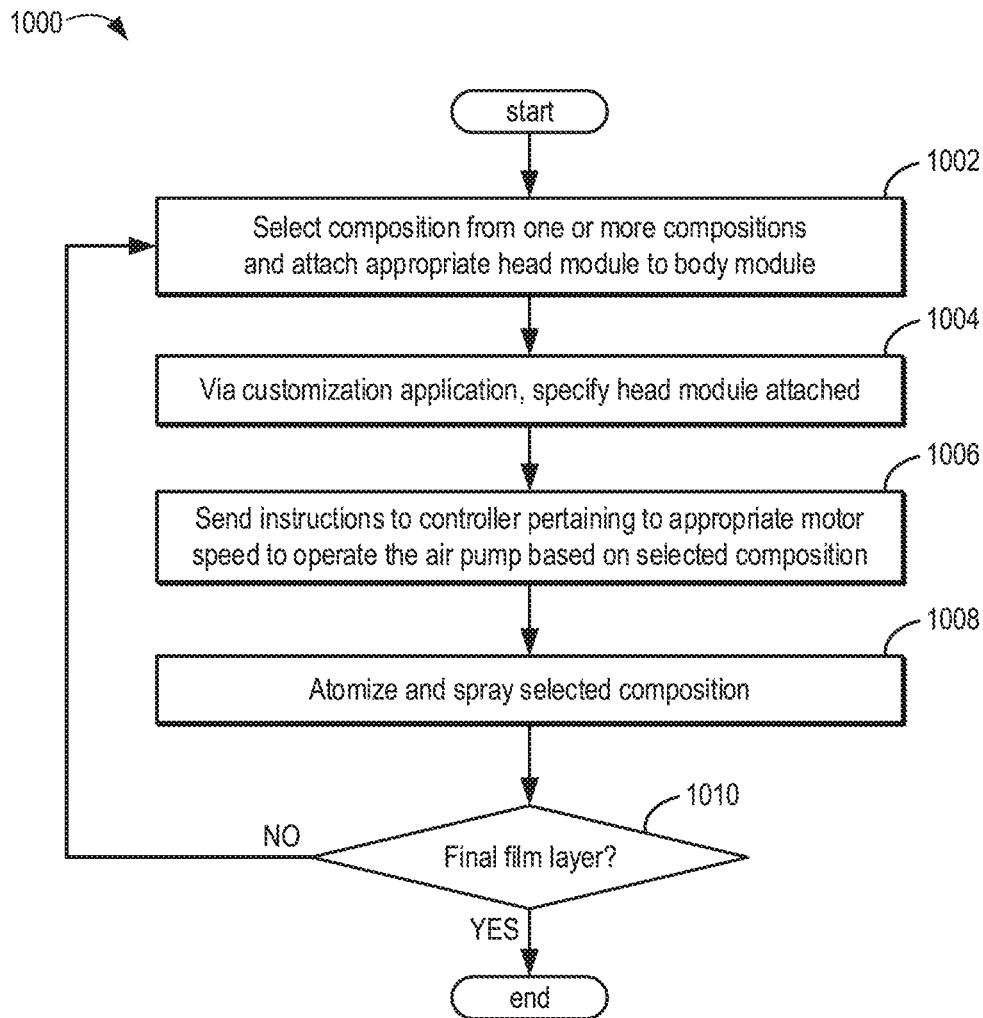 1000
start
1002
Select composition from one or more compositions
and attach appropriate head module to body module
1004
Via customization application, specify head module attached
1006
Send instructions to controller pertaining to appropriate motor
speed to operate the air pump based on selected composition
1008
Atomize and spray selected composition
1010
NO
Final film layer?
YES
end